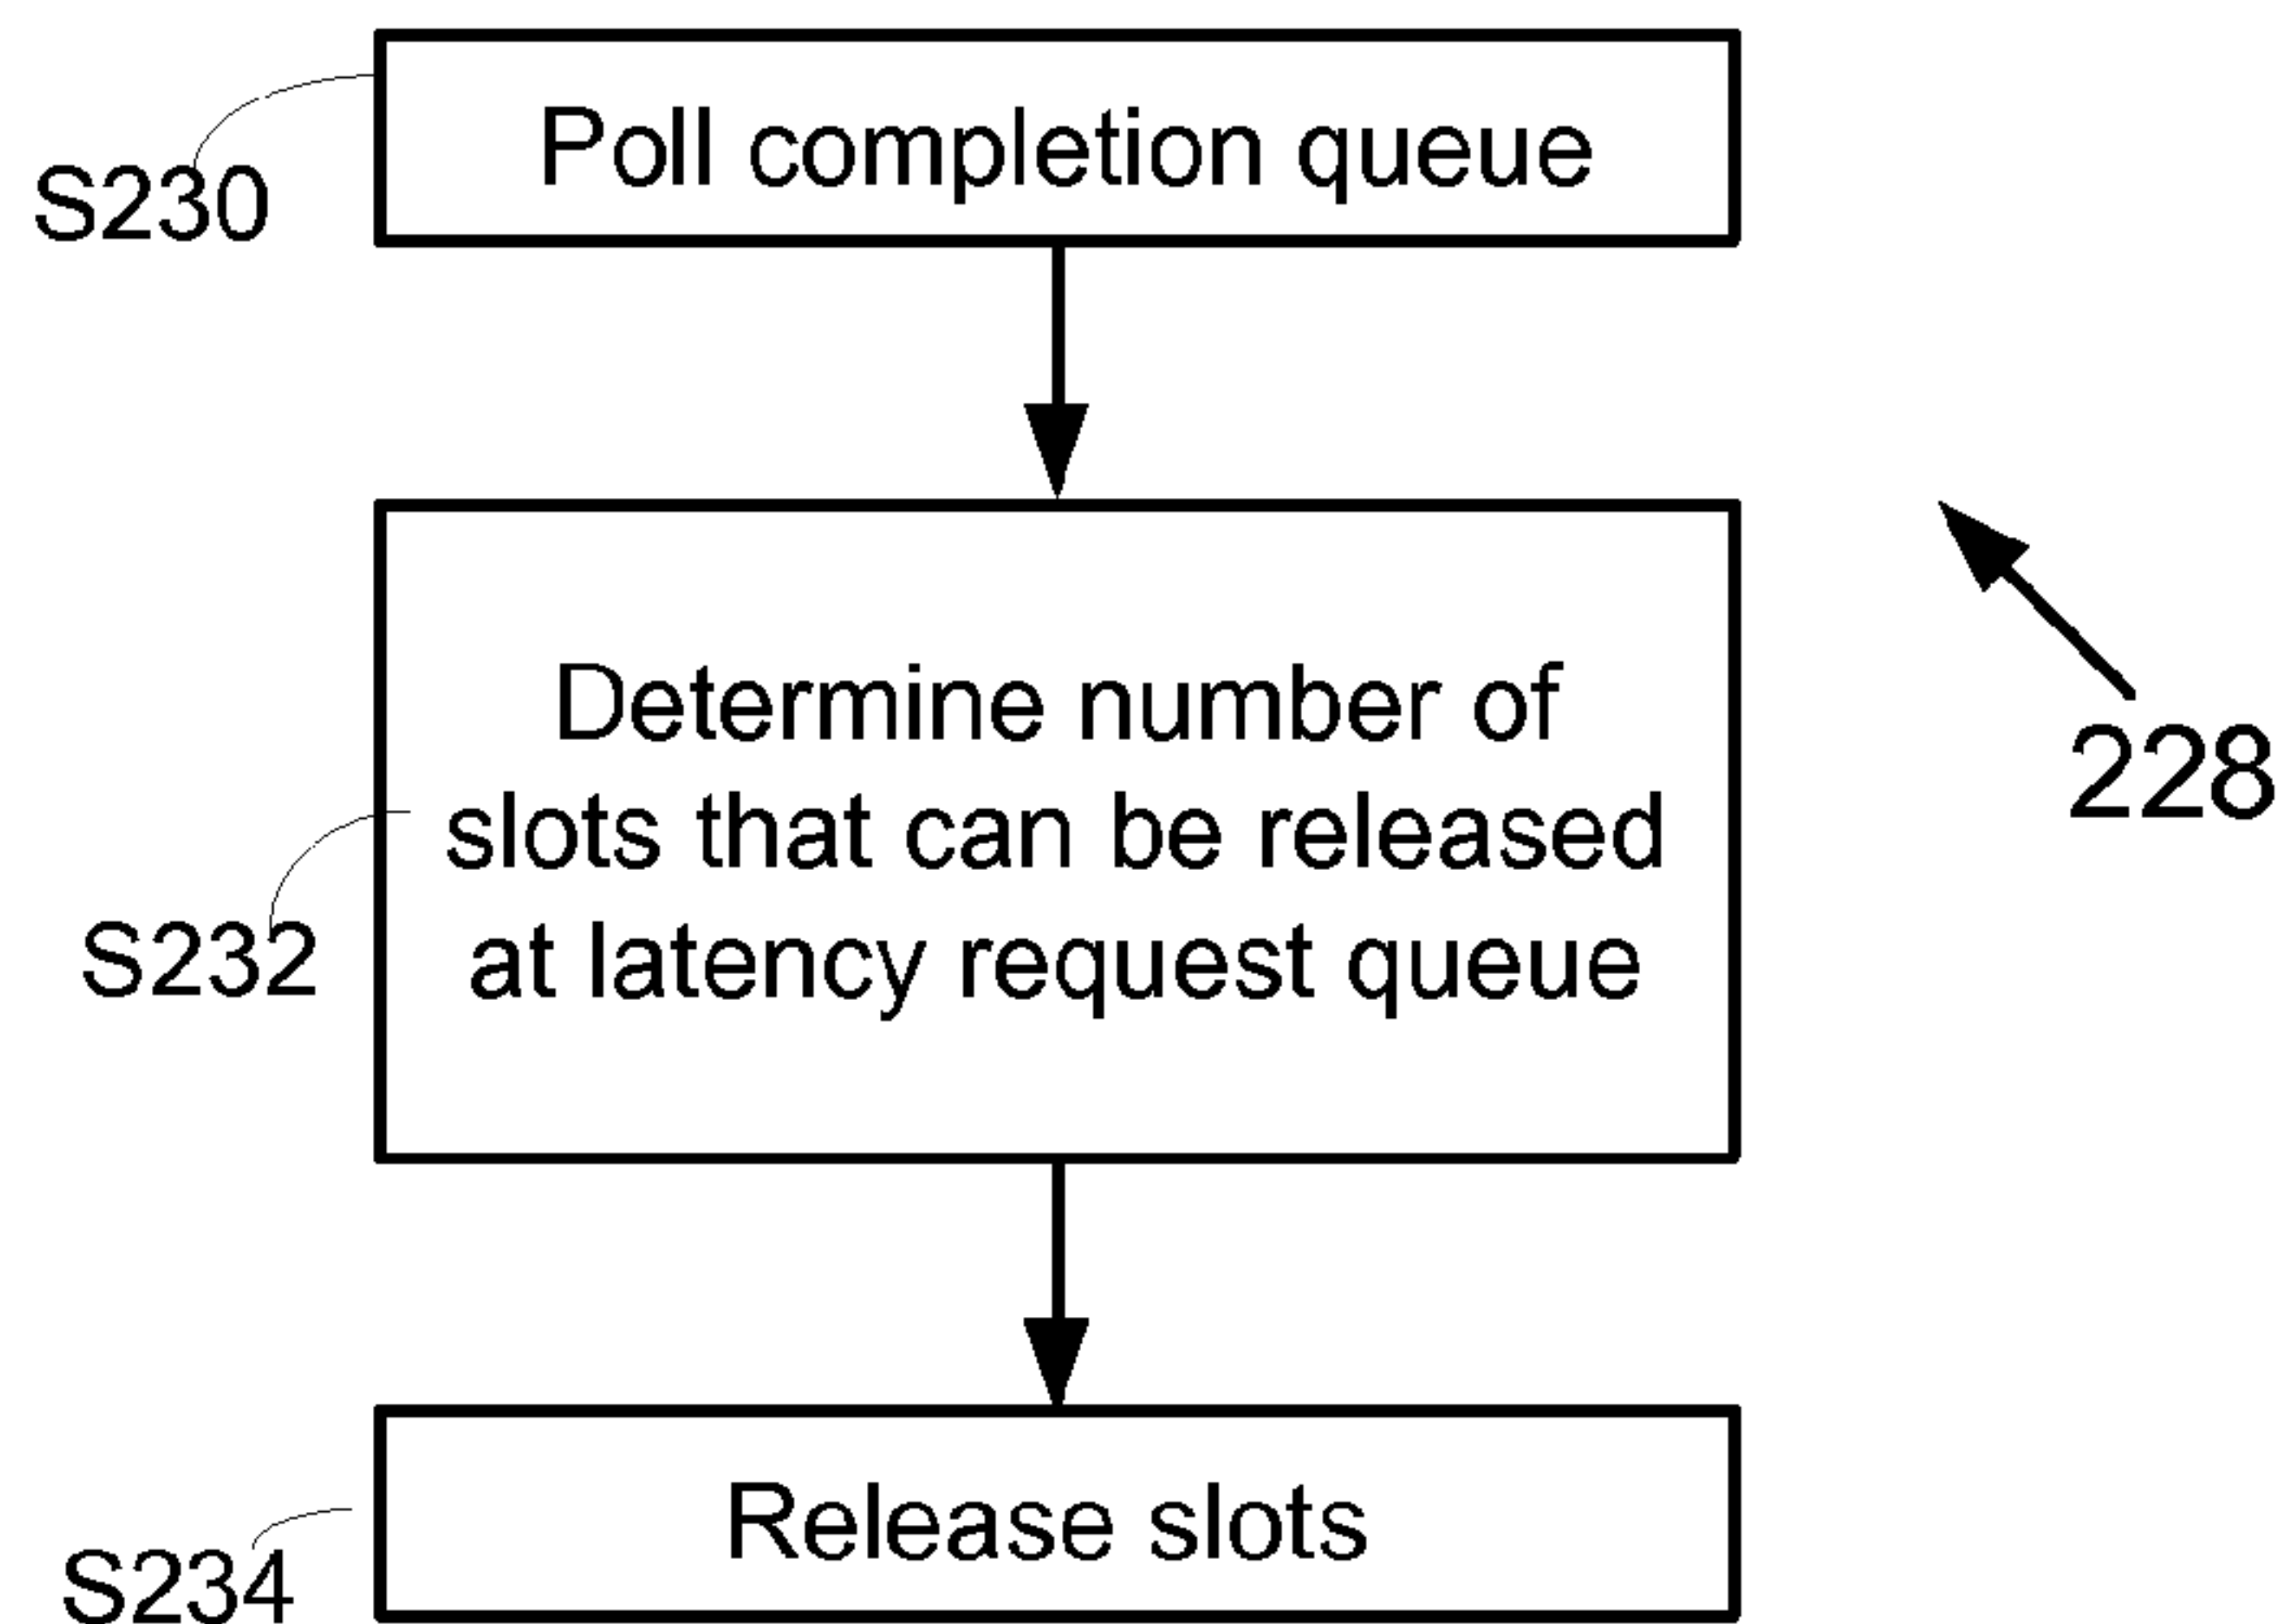 Poll completion queue
S230
Determine number of
slots that can be released
at latency request queue
S232
228
Release slots
S234